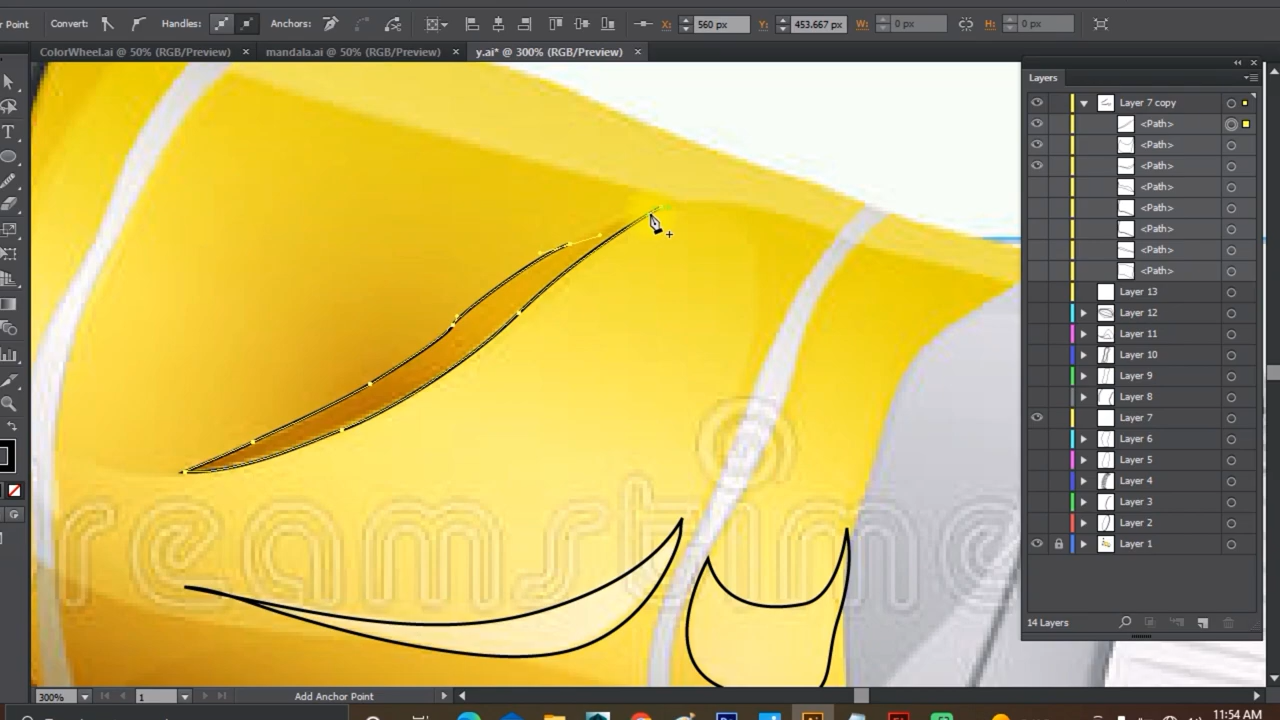 r Point Convert: Handles: Anchors: X: 560 px Y: 453.667 px W: 0 px H: 0 px
ColorWheel.ai @ 50% (RGB/Preview) × mandala.ai @ 50% (RGB/Preview) × y.ai* @ 300% (RGB/Preview) ×
Layers
Layer 7 copy
<Path>
<Path>
<Path>
<Path>
<Path>
<Path>
<Path>
<Path>
Layer 13
Layer 12
Layer 11
Layer 10
Layer 9
Layer 8
Layer 7
Layer 6
Layer 5
Layer 4
Layer 3
Layer 2
Layer 1
14 Layers
reamstime
300% 1 Add Anchor Point
11:54 AM